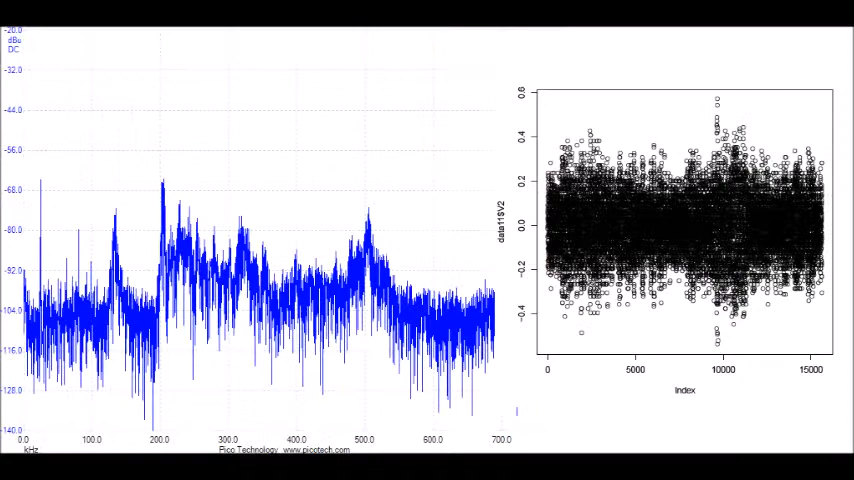 -20.0
dBu
DC
-32.0
-44.0
-56.0
-68.0
-80.0
-92.0
-104.0
-116.0
-128.0
-140.0
0.0 100.0 200.0 300.0 400.0 500.0 600.0 700.0
kHz
Pico Technology www.picotech.com
0.6
0.4
0.2
0.0
-0.2
-0.4
data11$V2
0 5000 10000 15000
Index